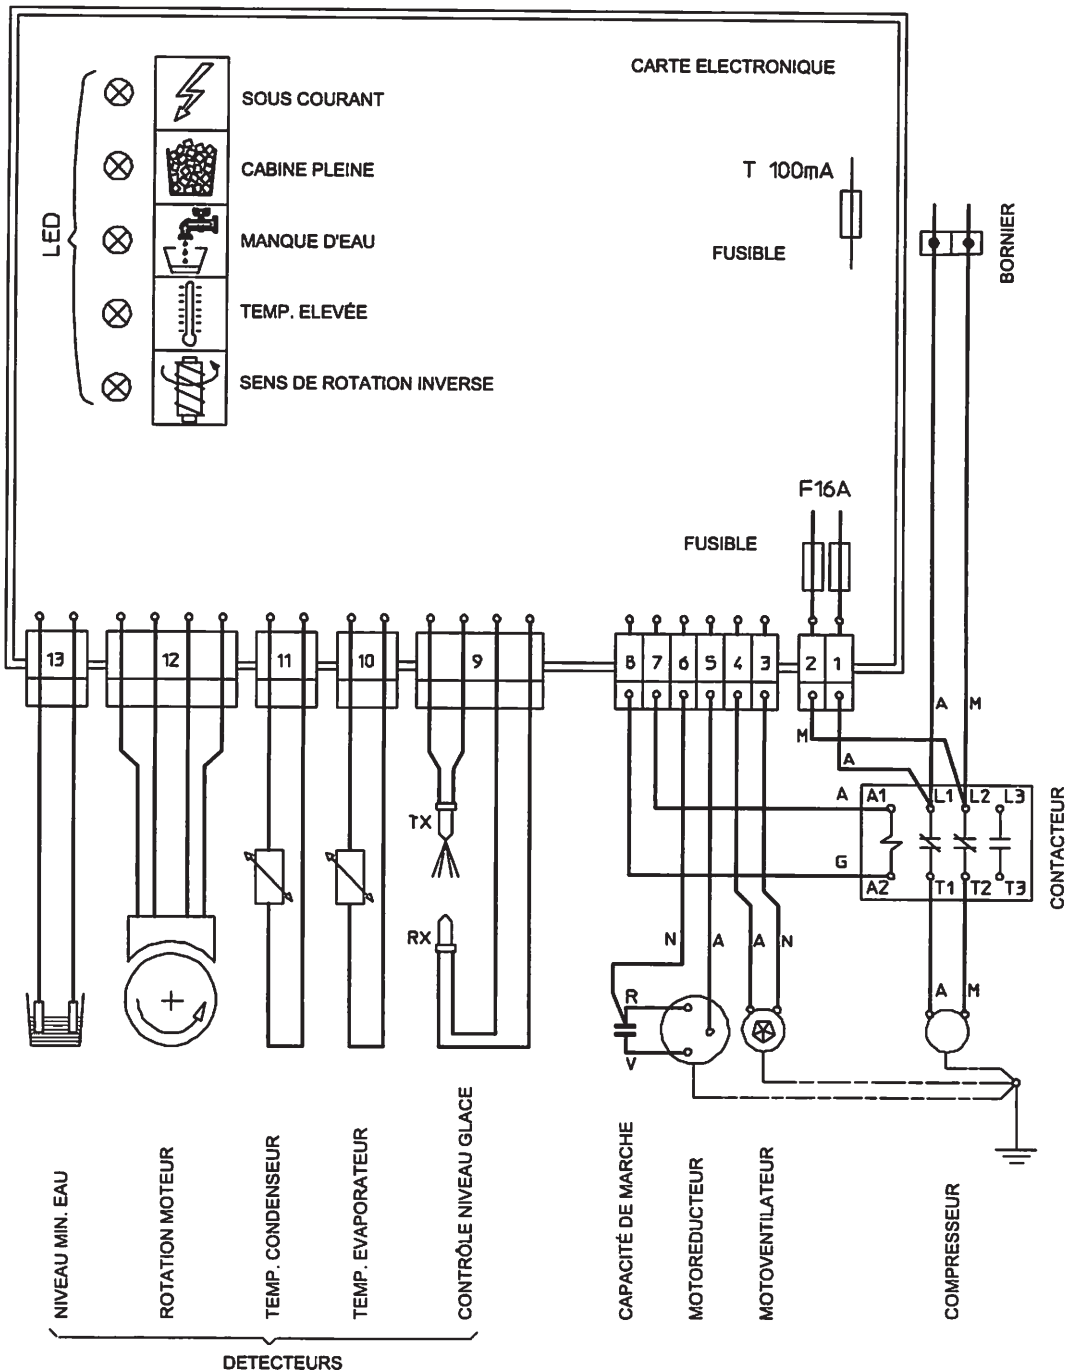 CARTE ELECTRONIQUE
LED
SOUS COURANT
CABINE PLEINE
MANQUE D'EAU
TEMP. ELEVÉE
SENS DE ROTATION INVERSE
T 100mA
FUSIBLE
BORNIER
F16A
FUSIBLE
13 12 11 10 9 8 7 6 5 4 3 2 1
A M
M
A
A A1 L1 L2 L3
G A2 T1 T2 T3
CONTACTEUR
TX
RX
N A A N
A M
R
V
NIVEAU MIN. EAU
ROTATION MOTEUR
TEMP. CONDENSEUR
TEMP. EVAPORATEUR
CONTRÔLE NIVEAU GLACE
CAPACITÉ DE MARCHE
MOTOREDUCTEUR
MOTOVENTILATEUR
COMPRESSEUR
DETECTEURS